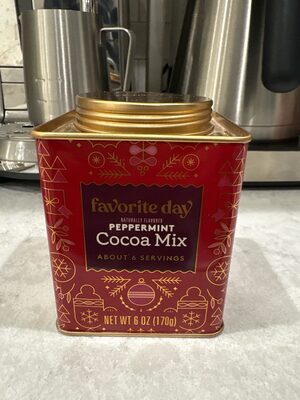 favorite day
NATURALLY FLAVORED
PEPPERMINT
Cocoa Mix
ABOUT 6 SERVINGS
NET WT 6 OZ (170g)